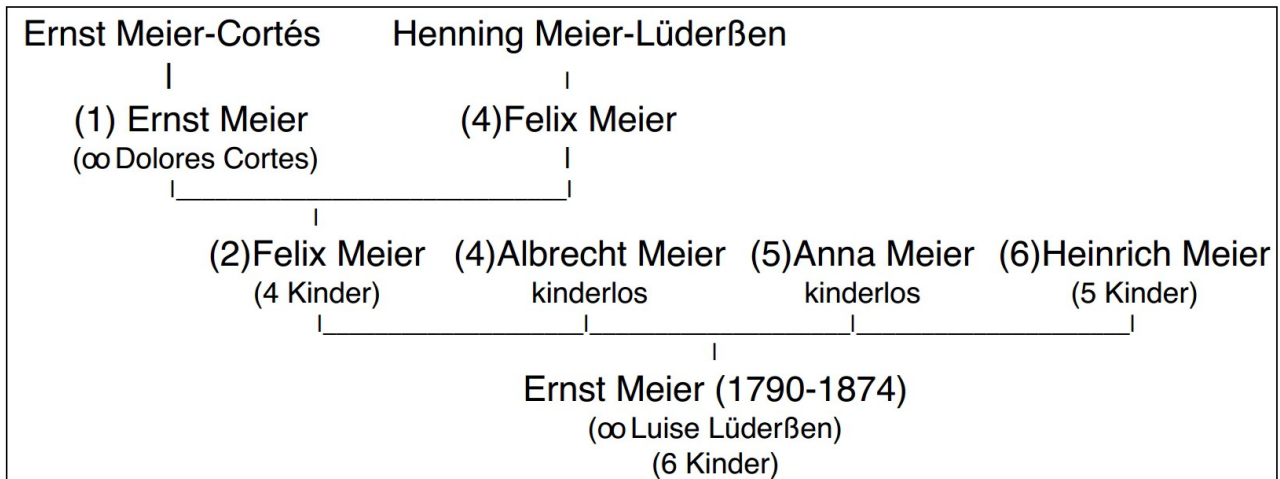 Ernst Meier-Cortés Henning Meier-Lüderßen
(1) Ernst Meier (4)Felix Meier
(∞ Dolores Cortes)
(2)Felix Meier (4)Albrecht Meier (5)Anna Meier (6)Heinrich Meier
(4 Kinder) kinderlos kinderlos (5 Kinder)
Ernst Meier (1790-1874)
(∞ Luise Lüderßen)
(6 Kinder)